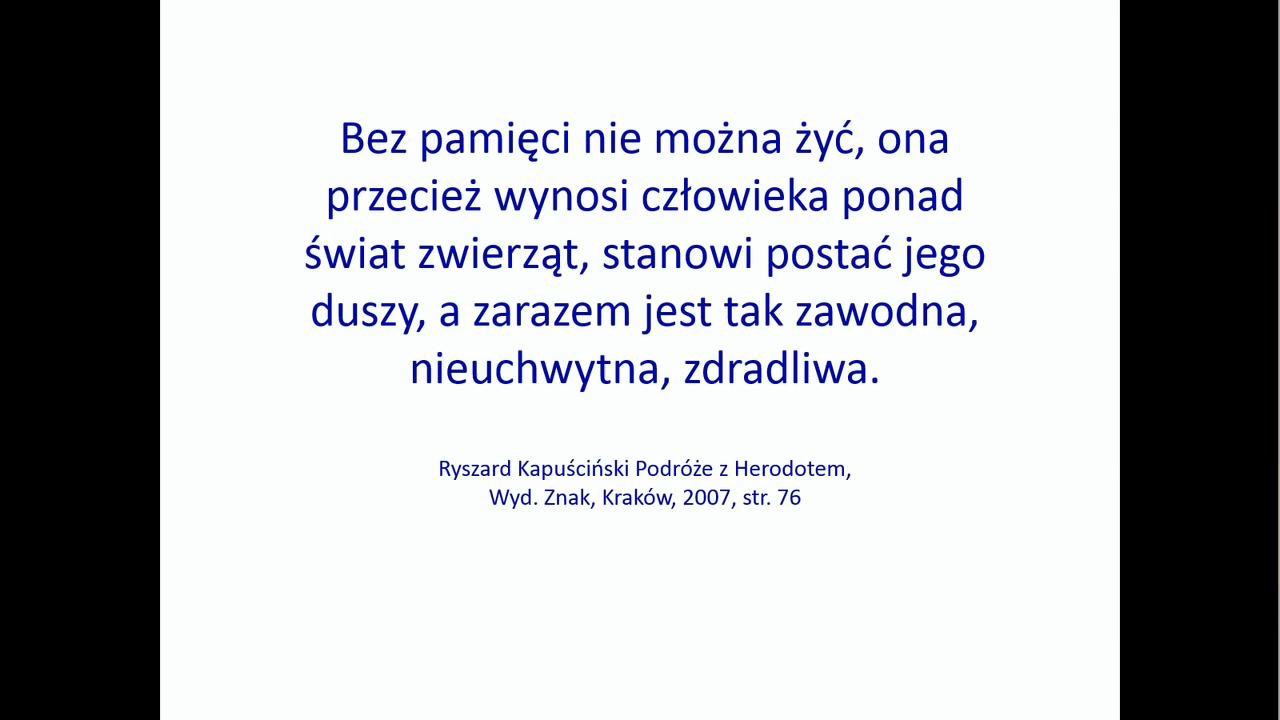 Bez pamięci nie można żyć, ona
przecież wynosi człowieka ponad
świat zwierząt, stanowi postać jego
duszy, a zarazem jest tak zawodna,
nieuchwytna, zdradliwa.
Ryszard Kapuściński Podróże z Herodotem,
Wyd. Znak, Kraków, 2007, str. 76